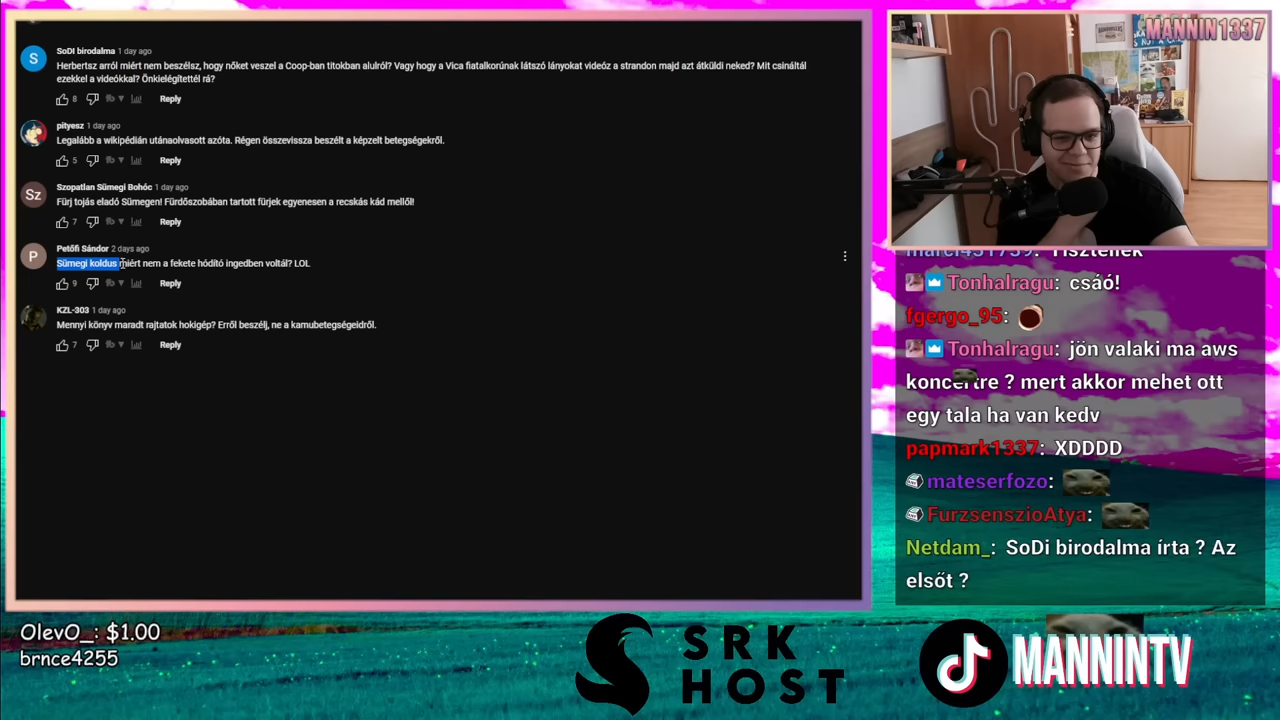 SoDI birodalma 1 day ago
Herbertsz arról miért nem beszélsz, hogy nőket veszel a Coop-ban titokban alulról? Vagy hogy a Vica fiatalkorúnak látszó lányokat videóz a strandon majd azt átküldi neked? Mit csináltál
ezekkel a videókkal? Önkielégítettél rá?
8 Reply
pityesz 1 day ago
Legalább a wikipédián utánaolvasott azóta. Régen összevissza beszélt a képzelt betegségekről.
5 Reply
Szopatlan Sümegi Bohóc 1 day ago
Fürj tojás eladó Sümegen! Fürdőszobában tartott fürjek egyenesen a recskás kád mellől!
7 Reply
Petőfi Sándor 2 days ago
Sümegi koldus miért nem a fekete hódító ingedben voltál? LOL
9 Reply
KZL-303 1 day ago
Mennyi könyv maradt rajtatok hokigép? Erről beszélj, ne a kamubetegségeidről.
7 Reply
S
Sz
P
MANNIN1337
Tonhalragu: csáó!
fgergo_95:
Tonhalragu: jön valaki ma aws
koncertre ? mert akkor mehet ott
egy tala ha van kedv
papmark1337: XDDDD
mateserfozo:
FurzsenszioAtya:
Netdam_: SoDi birodalma írta ? Az
elsőt ?
OlevO_: $1.00
brnce4255
SRK
HOST
MANNINTV